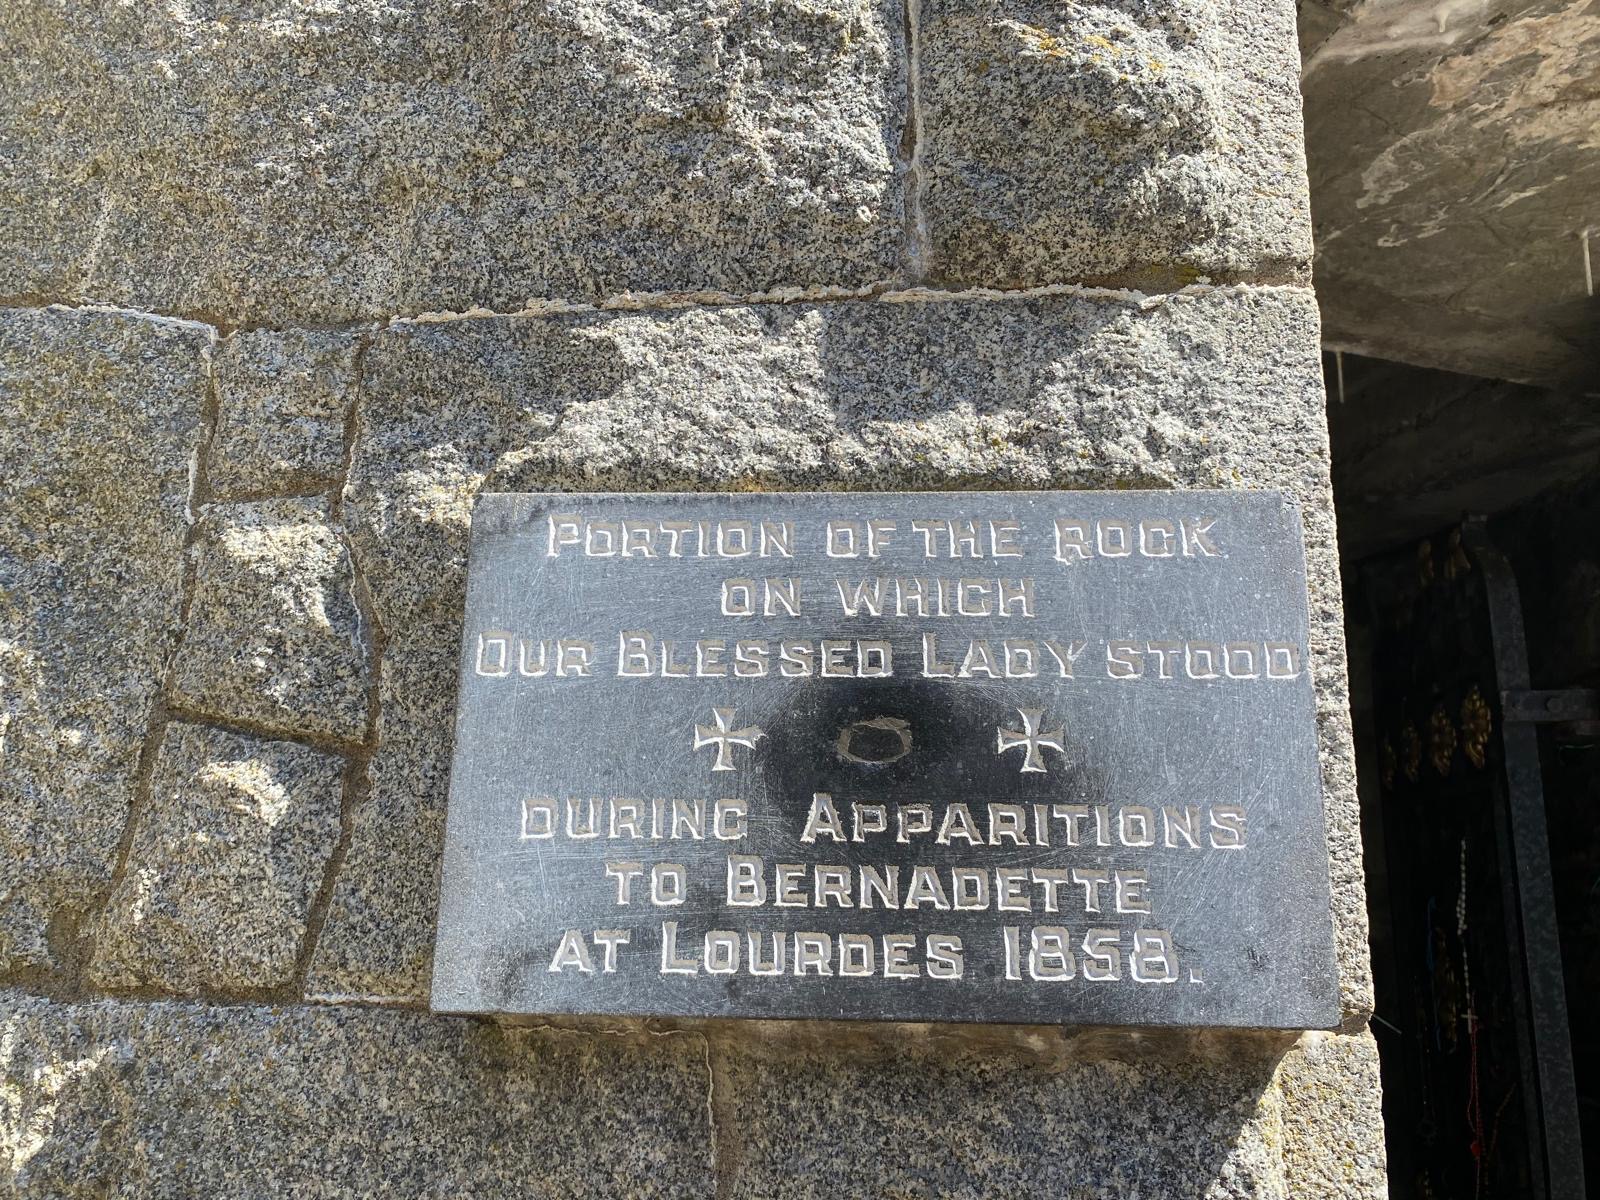 PORTION OF THE ROCK
ON WHICH
OUR BLESSED LADY STOOD
DURING APPARITIONS
TO BERNADETTE
AT LOURDES 1858.